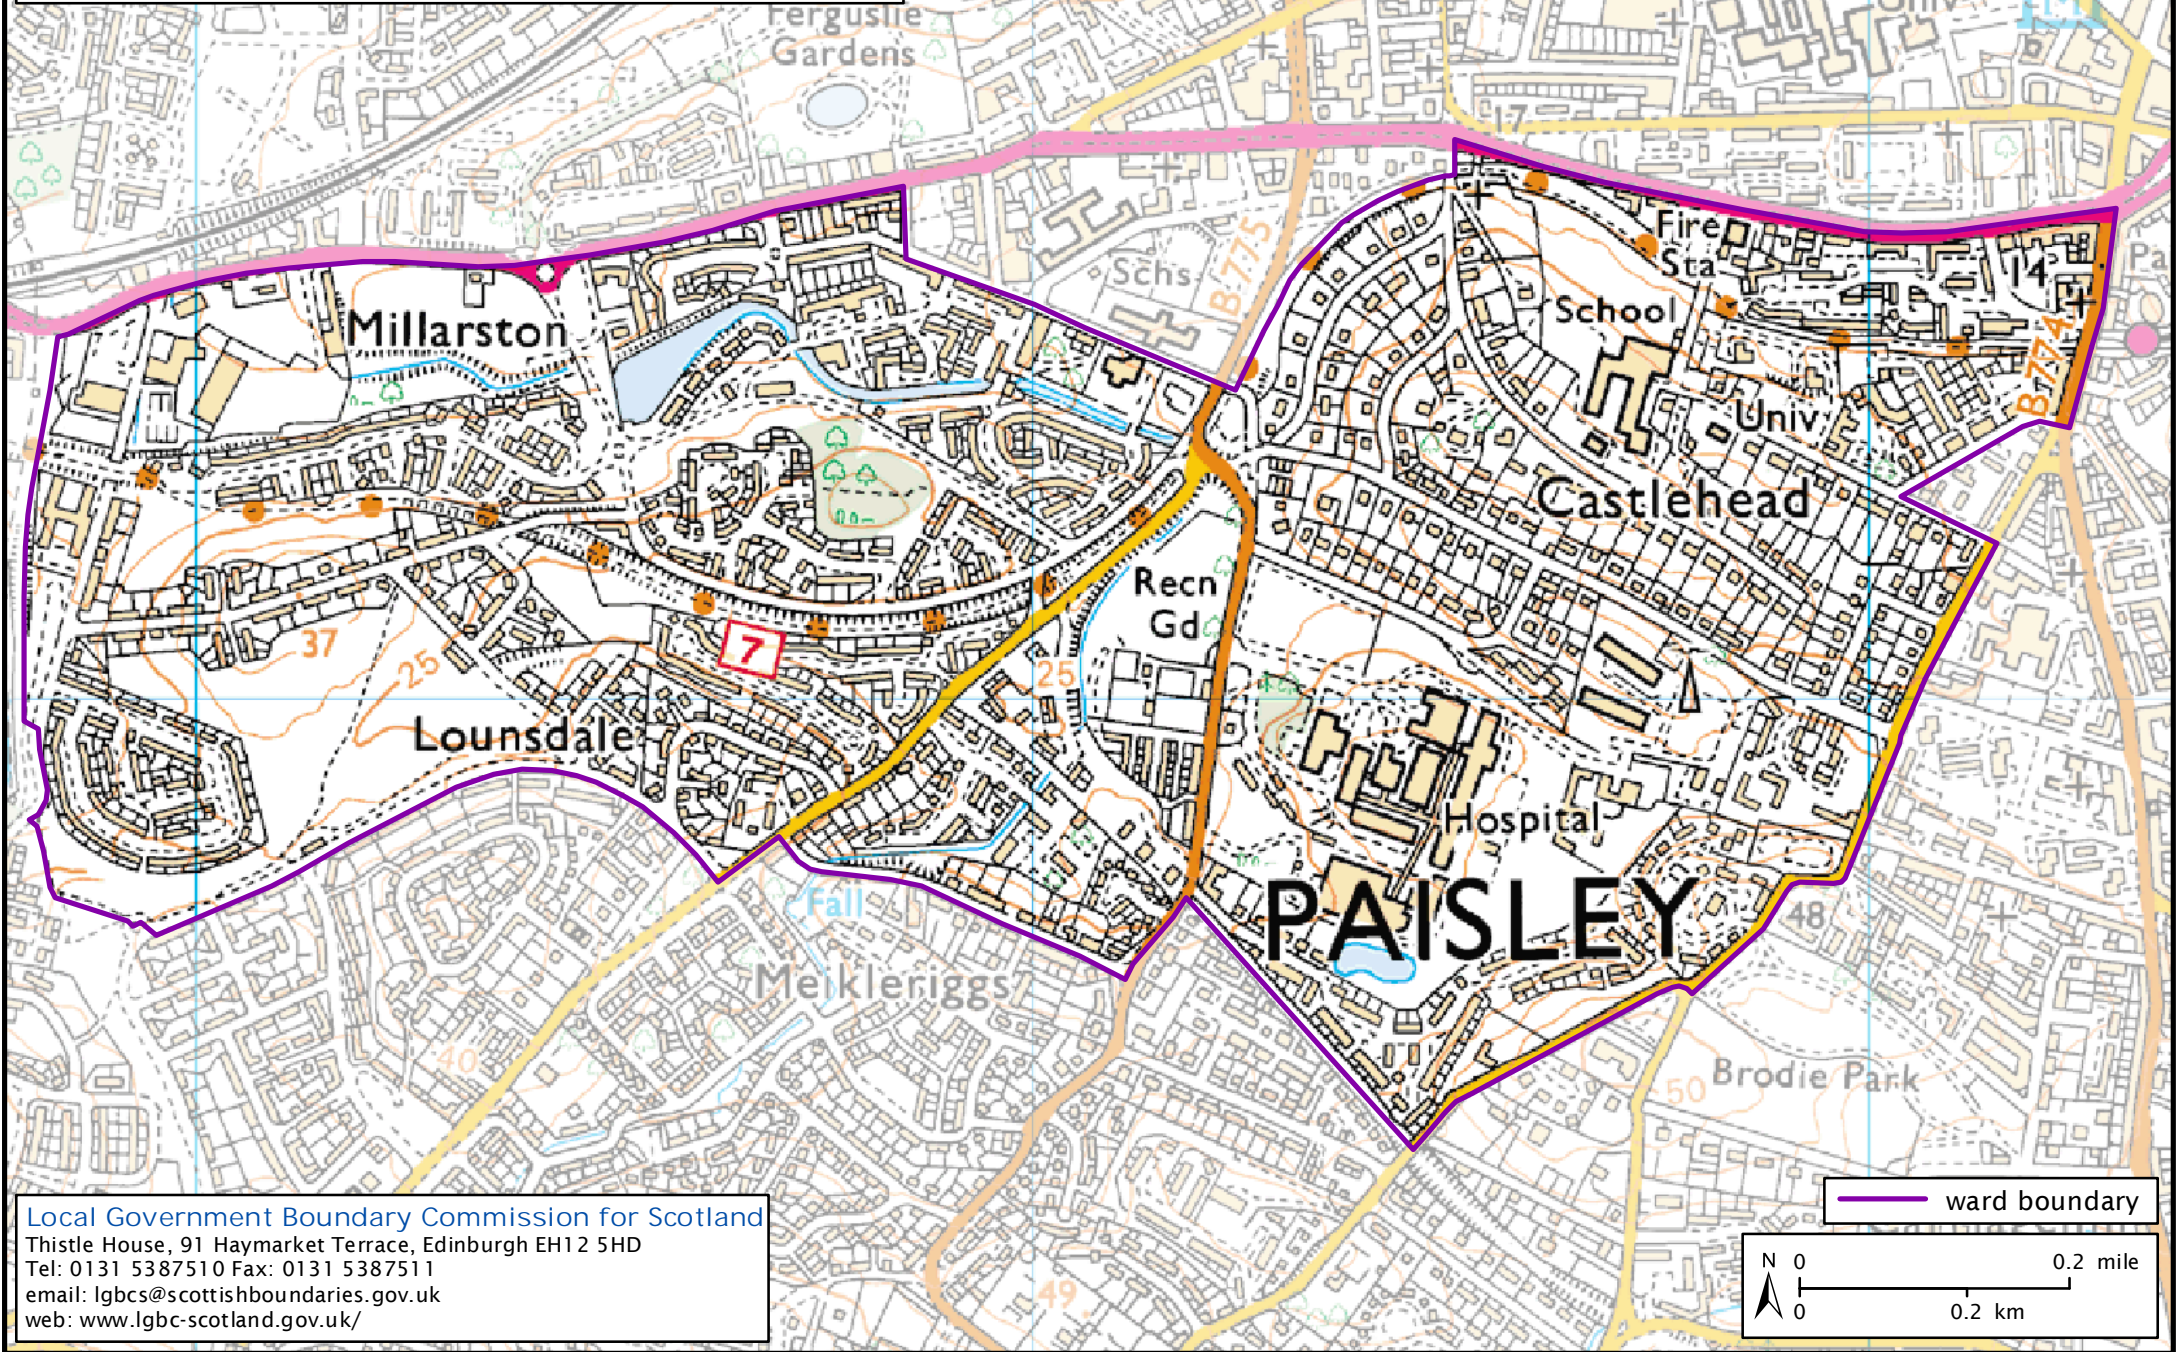 Ferguslie
Gardens
Univ
17
Schs
B775
Fire
Sta
14
Pa
School
Millarston
B774
Univ
Castlehead
Recn
Gd
37
25
7
25
Lounsdale
Hospital
PAISLEY
Fall
48
Meikleriggs
40
50
Brodie Park
49
ward boundary
Local Government Boundary Commission for Scotland
Thistle House, 91 Haymarket Terrace, Edinburgh EH12 5HD
Tel: 0131 5387510 Fax: 0131 5387511
email: lgbcs@scottishboundaries.gov.uk
web: www.lgbc-scotland.gov.uk/
N 0 0.2 mile
0 0.2 km